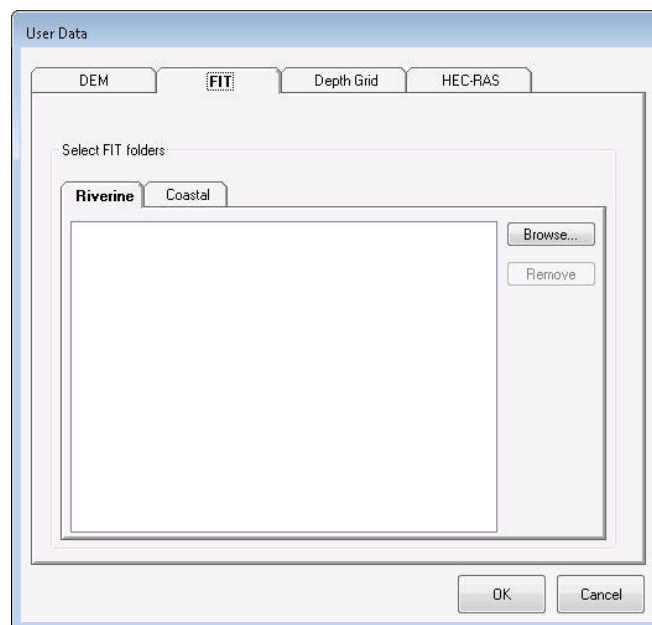 User Data
DEM FIT Depth Grid HEC-RAS
Select FIT folders
Riverine Coastal
Browse...
Remove
OK Cancel